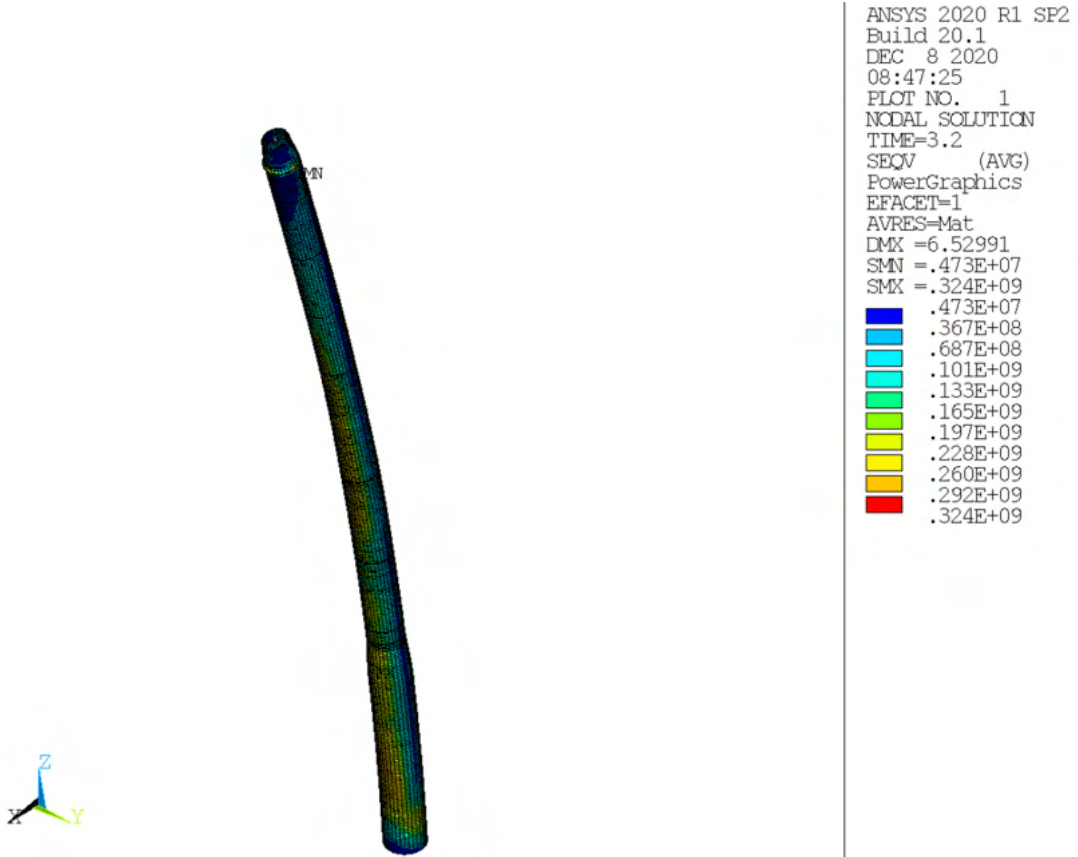 ANSYS 2020 R1 SP2
Build 20.1
DEC 8 2020
08:47:25
PLOT NO. 1
NODAL SOLUTION
TIME=3.2
SEQV (AVG)
PowerGraphics
EFACET=1
AVRES=Mat
DMX =6.52991
SMN =.473E+07
SMX =.324E+09
.473E+07
.367E+08
.687E+08
.101E+09
.133E+09
.165E+09
.197E+09
.228E+09
.260E+09
.292E+09
.324E+09
MN
Z
X
Y